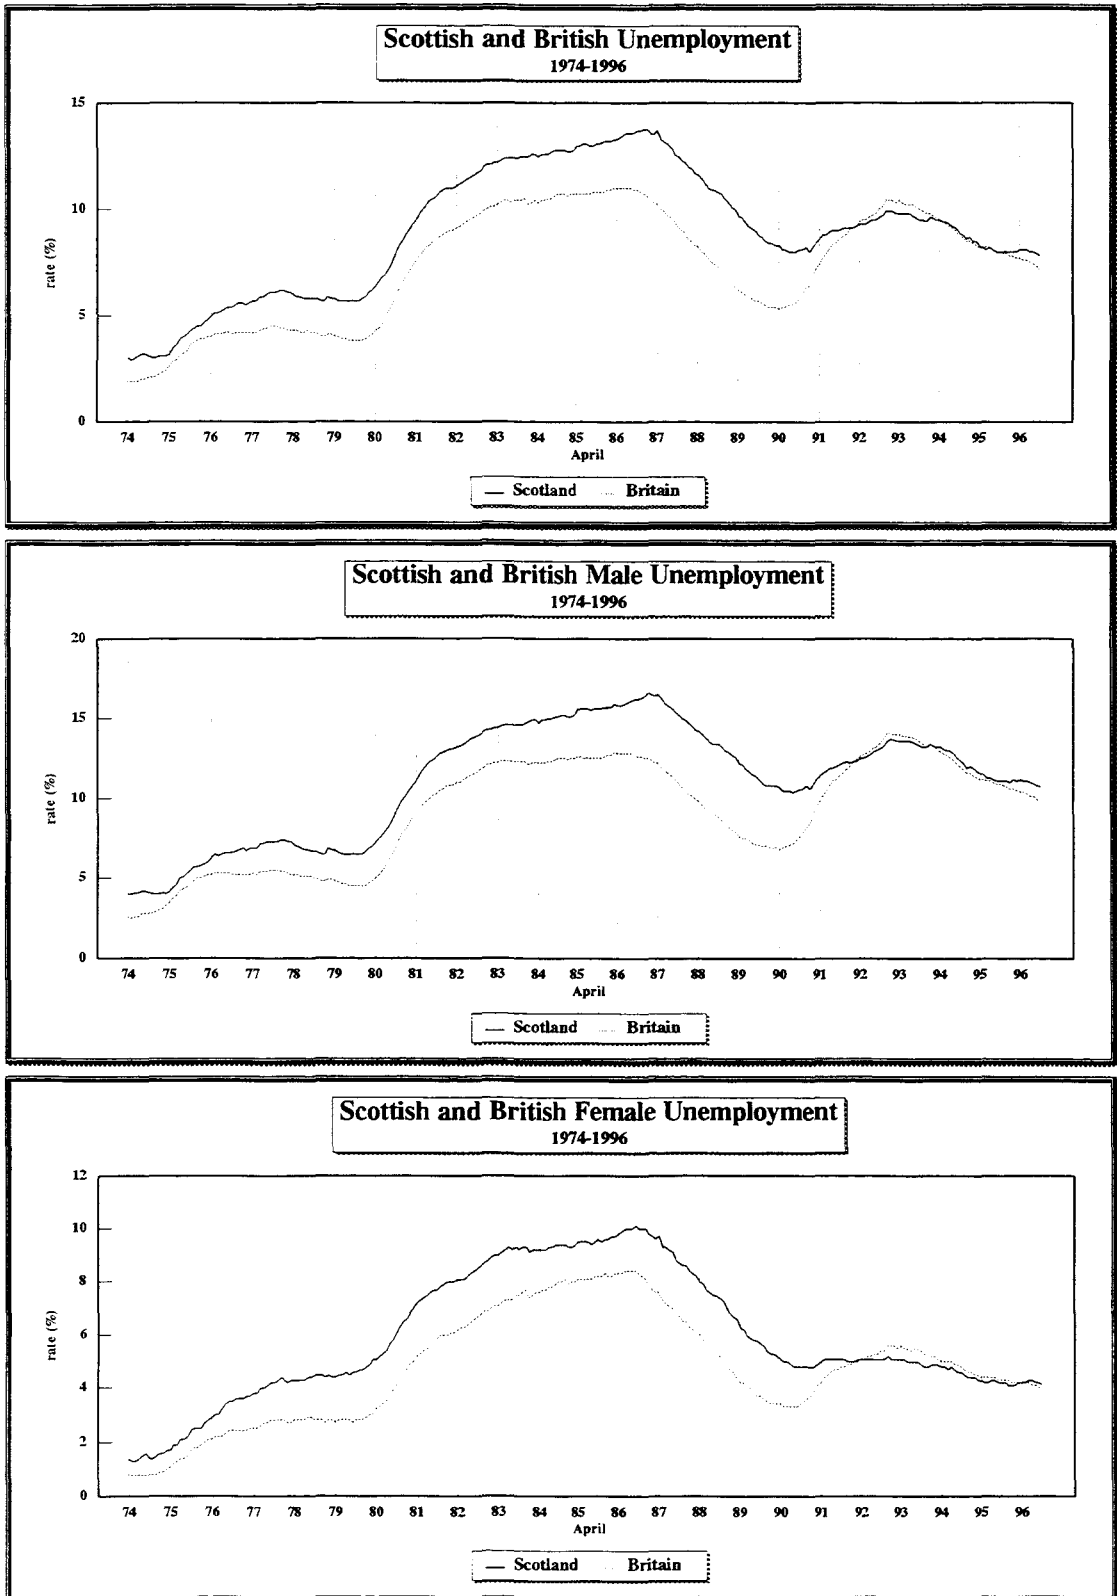 Scottish and British Unemployment
1974-1996
15
10
5
0
rate (%)
74 75 76 77 78 79 80 81 82 83 84 85 86 87 88 89 90 91 92 93 94 95 96
April
Scotland Britain
Scottish and British Male Unemployment
1974-1996
20
15
10
5
0
rate (%)
74 75 76 77 78 79 80 81 82 83 84 85 86 87 88 89 90 91 92 93 94 95 96
April
Scotland Britain
Scottish and British Female Unemployment
1974-1996
12
10
8
6
4
2
0
rate (%)
74 75 76 77 78 79 80 81 82 83 84 85 86 87 88 89 90 91 92 93 94 95 96
April
Scotland Britain